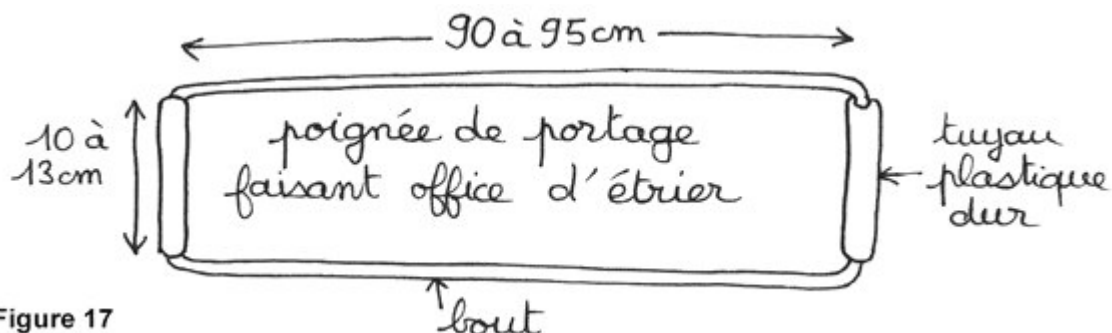 90 à 95cm
10 à
13cm
poignée de portage
faisant office d'étrier
tuyau
plastique
dur
bout
Figure 17